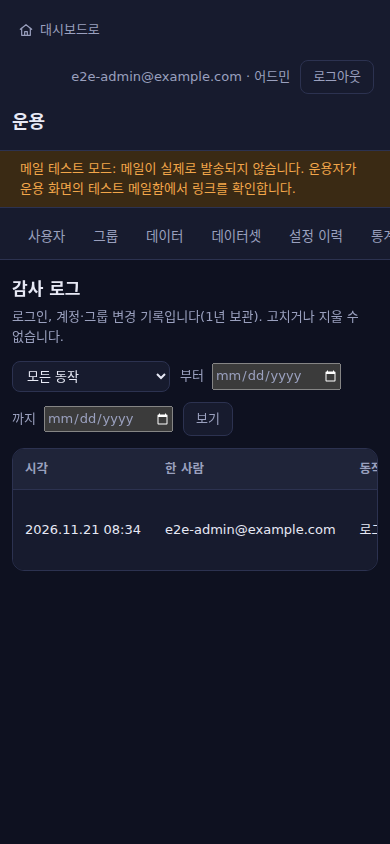 대시보드로
e2e-admin@example.com · 어드민
로그아웃
운용
메일 테스트 모드: 메일이 실제로 발송되지 않습니다. 운용자가
운용 화면의 테스트 메일함에서 링크를 확인합니다.
사용자 그룹 데이터 데이터셋 설정 이력
감사 로그
로그인, 계정·그룹 변경 기록입니다(1년 보관). 고치거나 지울 수
없습니다.
모든 동작 부터 mm/dd/yyyy
까지 mm/dd/yyyy 보기
시각 한 사람
2026.11.21 08:34 e2e-admin@example.com